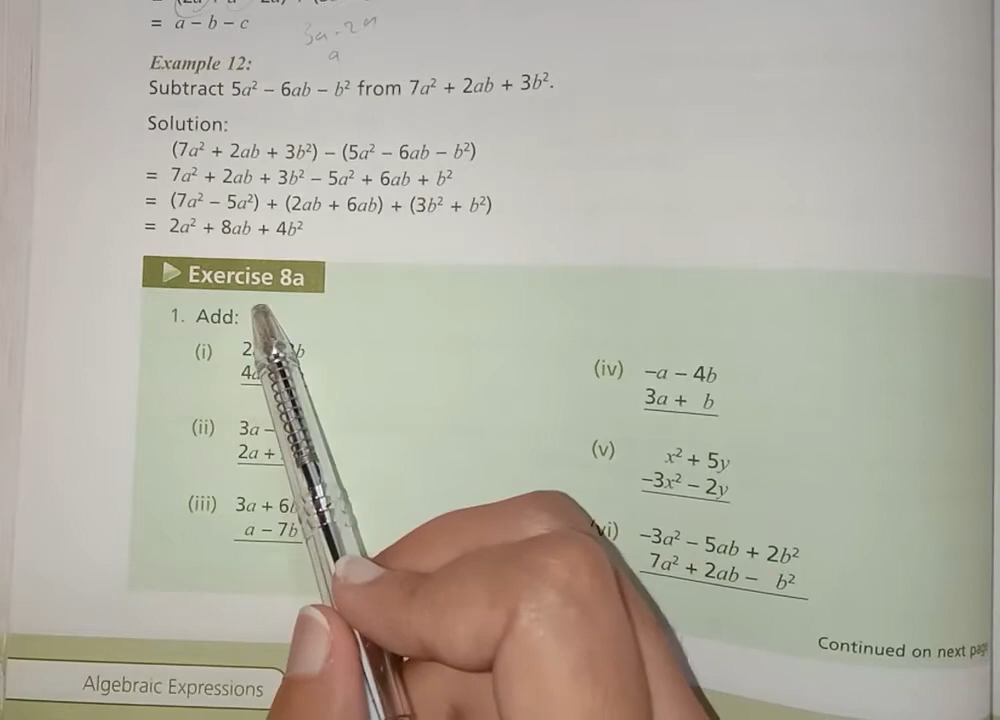 = a – b – c
3a - 2a
a
Example 12:
Subtract 5a² – 6ab – b² from 7a² + 2ab + 3b².
Solution:
(7a² + 2ab + 3b²) – (5a² – 6ab – b²)
= 7a² + 2ab + 3b² – 5a² + 6ab + b²
= (7a² – 5a²) + (2ab + 6ab) + (3b² + b²)
= 2a² + 8ab + 4b²
Exercise 8a
1. Add:
(i) 2 b
4
(ii) 3a –
2a +
(iii) 3a + 6
a – 7b
(iv) –a – 4b
3a + b
(v) x² + 5y
–3x² – 2y
vi) –3a² – 5ab + 2b²
7a² + 2ab – b²
Continued on next page
Algebraic Expressions